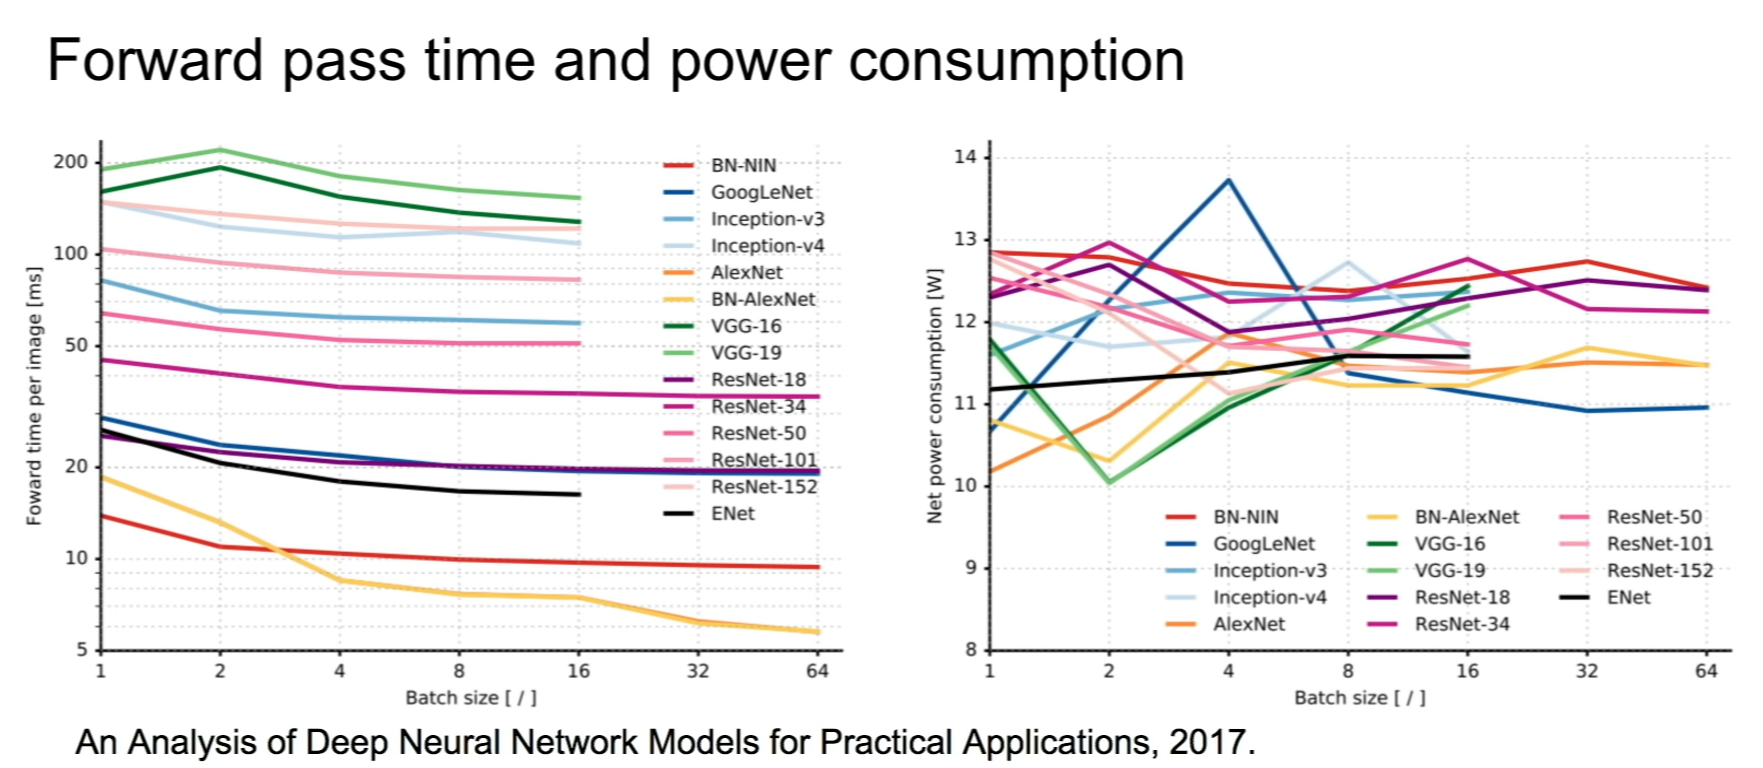 Forward pass time and power consumption
Foward time per image [ms]
200
100
50
20
10
5
1 2 4 8 16 32 64
Batch size [ / ]
BN-NIN
GoogLeNet
Inception-v3
Inception-v4
AlexNet
BN-AlexNet
VGG-16
VGG-19
ResNet-18
ResNet-34
ResNet-50
ResNet-101
ResNet-152
ENet
Net power consumption [W]
14
13
12
11
10
9
8
1 2 4 8 16 32 64
Batch size [ / ]
BN-NIN
GoogLeNet
Inception-v3
Inception-v4
AlexNet
BN-AlexNet
VGG-16
VGG-19
ResNet-18
ResNet-34
ResNet-50
ResNet-101
ResNet-152
ENet
An Analysis of Deep Neural Network Models for Practical Applications, 2017.